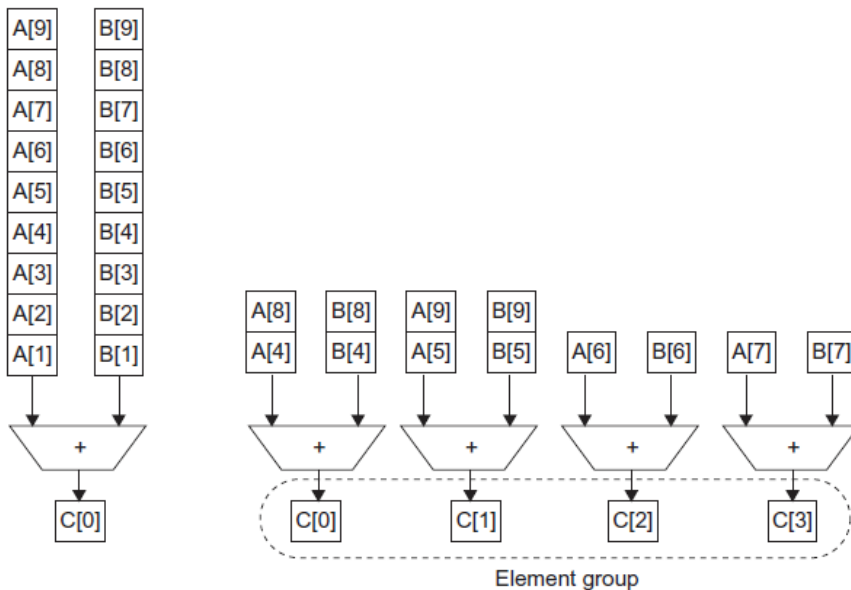 A[9] B[9]
A[8] B[8]
A[7] B[7]
A[6] B[6]
A[5] B[5]
A[4] B[4]
A[3] B[3]
A[2] B[2]
A[1] B[1]
+
C[0]
A[8] B[8] A[9] B[9]
A[4] B[4] A[5] B[5] A[6] B[6] A[7] B[7]
+ + + +
C[0] C[1] C[2] C[3]
Element group